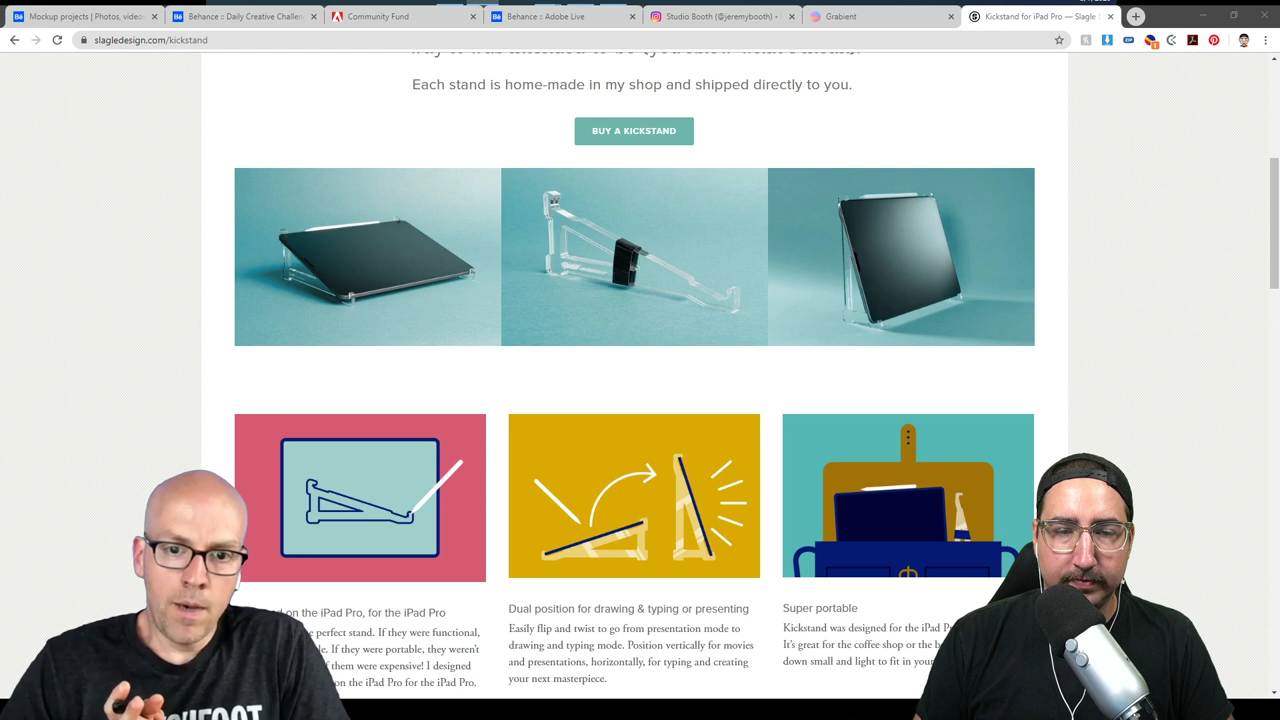 Mockup projects | Photos, videos
Behance :: Daily Creative Challen
Community Fund
Behance :: Adobe Live
Studio Booth (@jeremybooth) •
Grabient
Kickstand for iPad Pro — Slagle
slagledesign.com/kickstand
Each stand is home-made in my shop and shipped directly to you.
BUY A KICKSTAND
on the iPad Pro, for the iPad Pro
perfect stand. If they were functional,
le. If they were portable, they weren't
f them were expensive! I designed
on the iPad Pro for the iPad Pro.
Dual position for drawing & typing or presenting
Easily flip and twist to go from presentation mode to
drawing and typing mode. Position vertically for movies
and presentations, horizontally, for typing and creating
your next masterpiece.
Super portable
Kickstand was designed for the iPad
It's great for the coffee shop or the
down small and light to fit in your